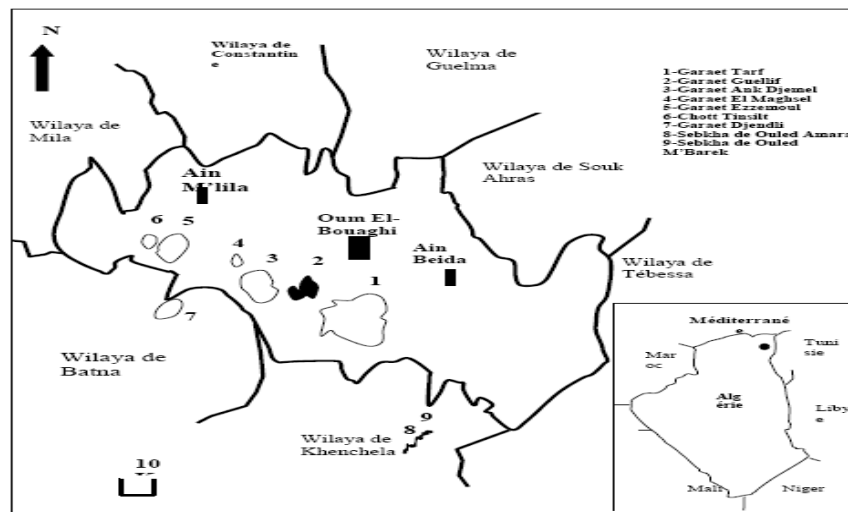 N
Wilaya de
Constantin
e
Wilaya de
Guelma
1-Garaet Tarf
2-Garaet Guellif
3-Garaet Ank Djemel
4-Garaet El Maghsel
5-Garaet Ezzemoul
6-Chott Tinsilt
7-Garaet Djendli
8-Sebkha de Ouled Amara
9-Sebkha de Ouled
M'Barek
Wilaya de
Mila
Wilaya de Souk
Ahras
Ain
M'lila
Oum El-
Bouaghi
Ain
Beida
6
5
4
3
2
1
7
Wilaya de
Tébessa
Wilaya de
Batna
9
8
Wilaya de
Khenchela
10
Méditerrané
e
Mar
oc
Tuni
sie
Alg
érie
Liby
e
Mali
Niger